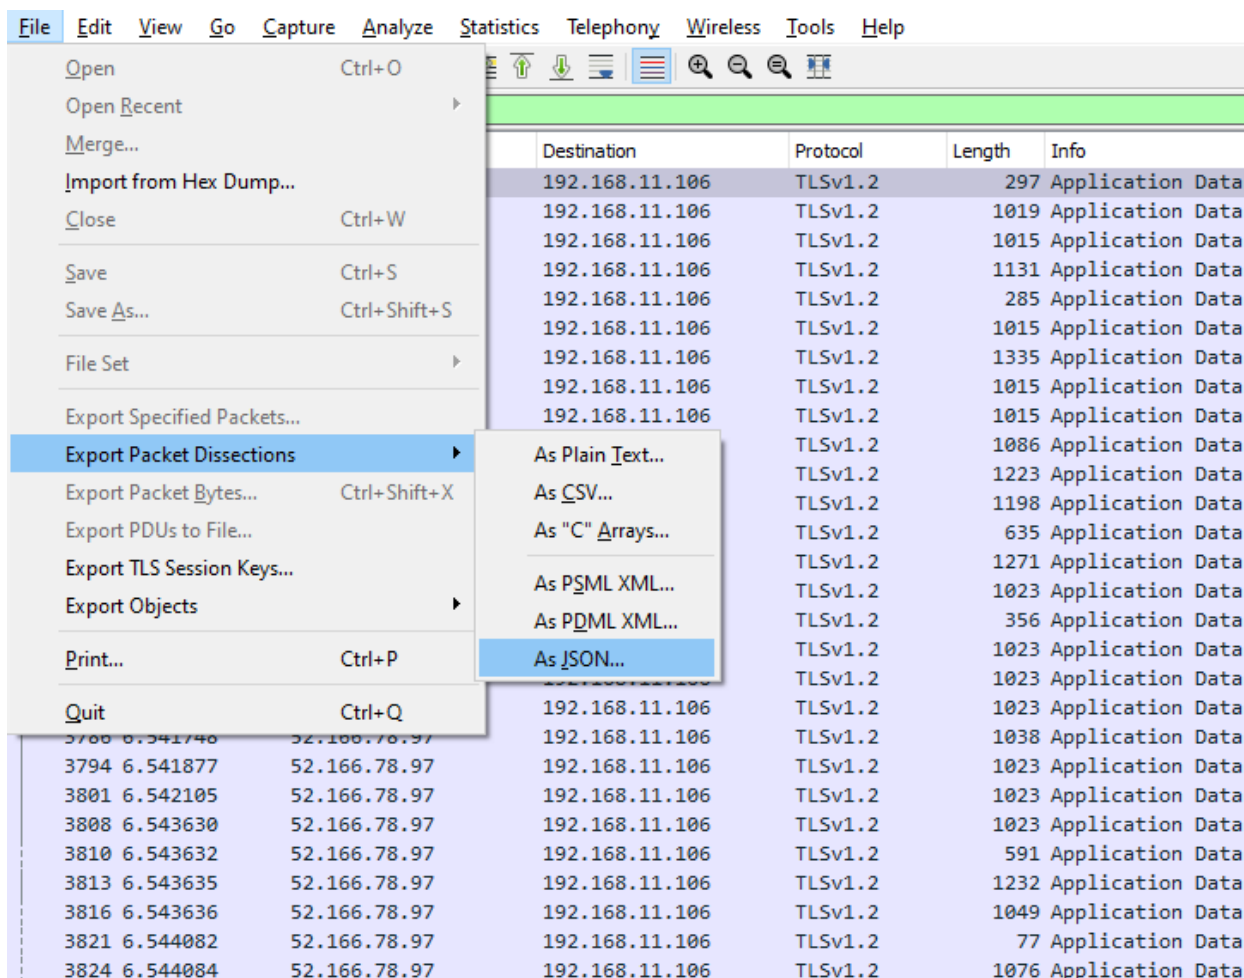 File Edit View Go Capture Analyze Statistics Telephony Wireless Tools Help
Open Ctrl+O
Open Recent
Merge...
Import from Hex Dump...
Close Ctrl+W
Save Ctrl+S
Save As... Ctrl+Shift+S
File Set
Export Specified Packets...
Export Packet Dissections
Export Packet Bytes... Ctrl+Shift+X
Export PDUs to File...
Export TLS Session Keys...
Export Objects
Print... Ctrl+P
Quit Ctrl+Q
As Plain Text...
As CSV...
As "C" Arrays...
As PSML XML...
As PDML XML...
As JSON...
Destination Protocol Length Info
192.168.11.106 TLSv1.2 297 Application Data
192.168.11.106 TLSv1.2 1019 Application Data
192.168.11.106 TLSv1.2 1015 Application Data
192.168.11.106 TLSv1.2 1131 Application Data
192.168.11.106 TLSv1.2 285 Application Data
192.168.11.106 TLSv1.2 1015 Application Data
192.168.11.106 TLSv1.2 1335 Application Data
192.168.11.106 TLSv1.2 1015 Application Data
192.168.11.106 TLSv1.2 1015 Application Data
TLSv1.2 1086 Application Data
TLSv1.2 1223 Application Data
TLSv1.2 1198 Application Data
TLSv1.2 635 Application Data
TLSv1.2 1271 Application Data
TLSv1.2 1023 Application Data
TLSv1.2 356 Application Data
TLSv1.2 1023 Application Data
TLSv1.2 1023 Application Data
192.168.11.106 TLSv1.2 1023 Application Data
3786 6.541748 52.166.78.97 192.168.11.106 TLSv1.2 1038 Application Data
3794 6.541877 52.166.78.97 192.168.11.106 TLSv1.2 1023 Application Data
3801 6.542105 52.166.78.97 192.168.11.106 TLSv1.2 1023 Application Data
3808 6.543630 52.166.78.97 192.168.11.106 TLSv1.2 1023 Application Data
3810 6.543632 52.166.78.97 192.168.11.106 TLSv1.2 591 Application Data
3813 6.543635 52.166.78.97 192.168.11.106 TLSv1.2 1232 Application Data
3816 6.543636 52.166.78.97 192.168.11.106 TLSv1.2 1049 Application Data
3821 6.544082 52.166.78.97 192.168.11.106 TLSv1.2 77 Application Data
3824 6.544084 52.166.78.97 192.168.11.106 TLSv1.2 1076 Application Data